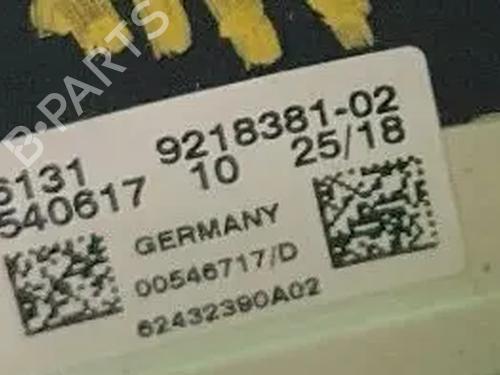 B-PARTS
6131 9218381-02
540617 10 25/18
GERMANY
00546717/D
62432390A02